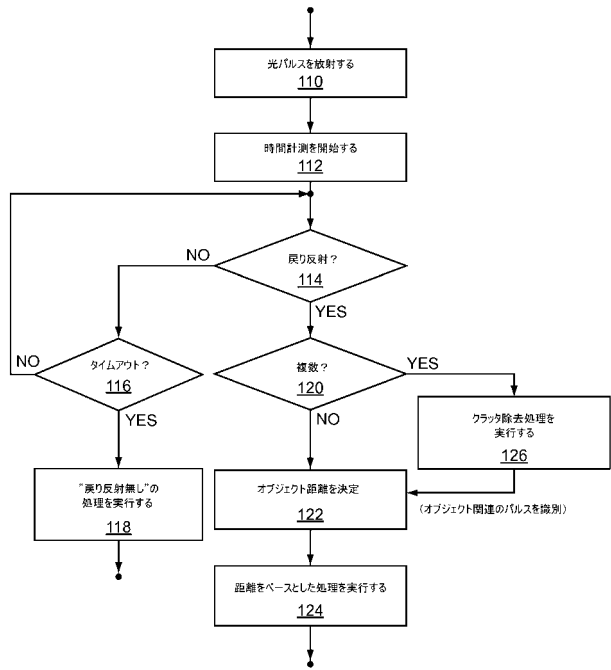 光パルスを放射する
110
時間計測を開始する
112
戻り反射？
114
NO
YES
タイムアウト？
116
NO
YES
複数？
120
YES
NO
クラッタ除去処理を
実行する
126
“戻り反射無し”の
処理を実行する
118
オブジェクト距離を決定
122
（オブジェクト関連のパルスを識別）
距離をベースとした処理を実行する
124